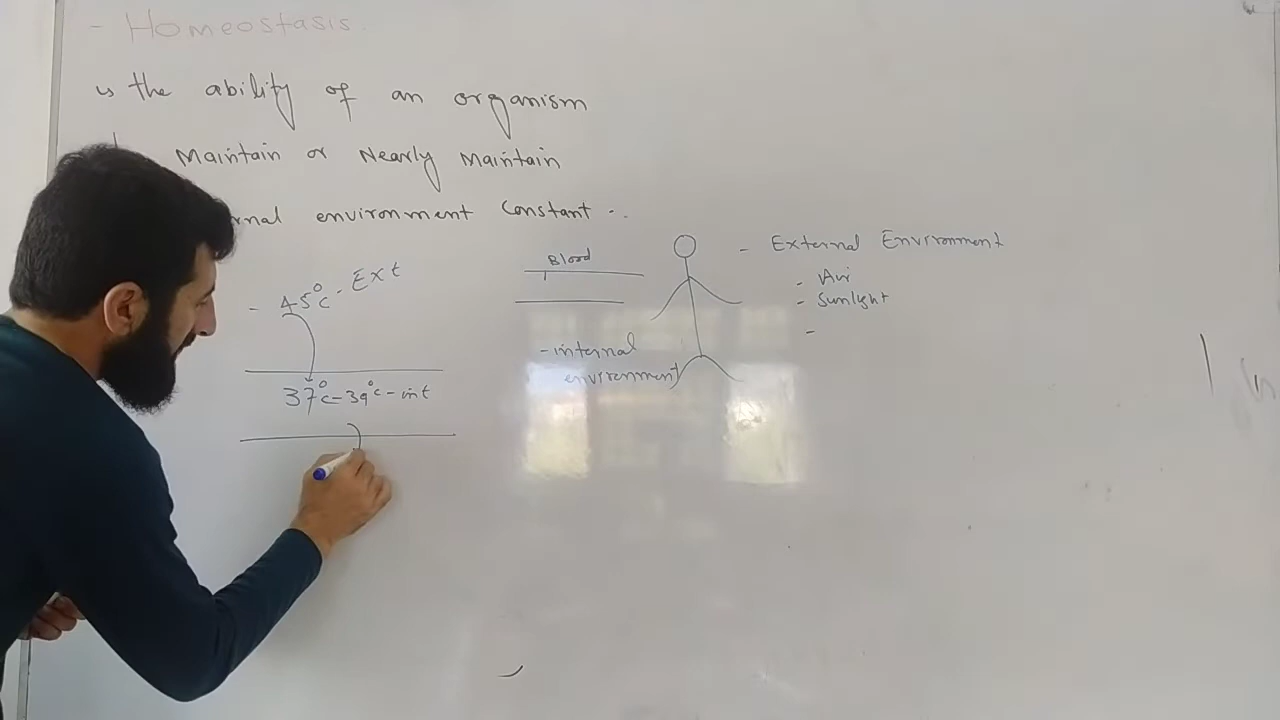 - Homeostasis.
is the ability of an organism
Maintain or Nearly Maintain
rnal environment Constant ..
- 45°c - Ext
37°c-39°c-int
Blood
- internal
environment
- External Environment
- Air
- Sunlight
-